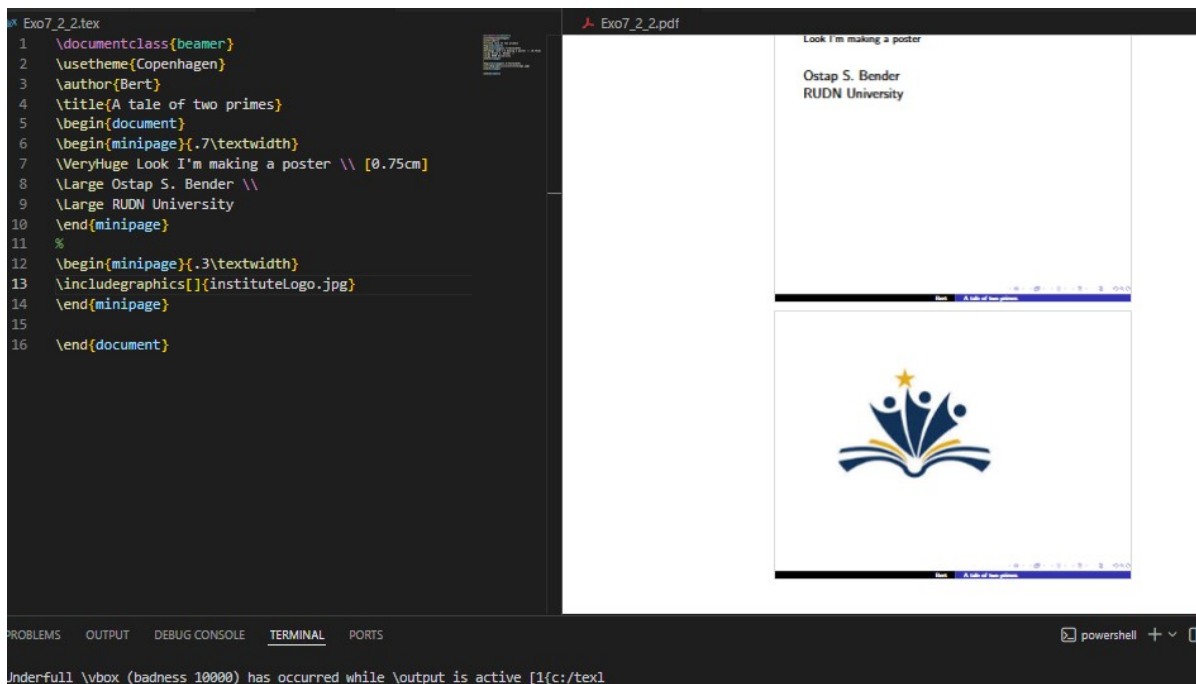 Exo7_2_2.tex
1 \documentclass{beamer}
2 \usetheme{Copenhagen}
3 \author{Bert}
4 \title{A tale of two primes}
5 \begin{document}
6 \begin{minipage}{.7\textwidth}
7 \VeryHuge Look I'm making a poster \\ [0.75cm]
8 \Large Ostap S. Bender \\
9 \Large RUDN University
10 \end{minipage}
11 %
12 \begin{minipage}{.3\textwidth}
13 \includegraphics[]{instituteLogo.jpg}
14 \end{minipage}
15
16 \end{document}
Exo7_2_2.pdf
Look I'm making a poster
Ostap S. Bender
RUDN University
Bert A tale of two primes
Bert A tale of two primes
PROBLEMS OUTPUT DEBUG CONSOLE TERMINAL PORTS
powershell
Underfull \vbox (badness 10000) has occurred while \output is active [1{c:/texl